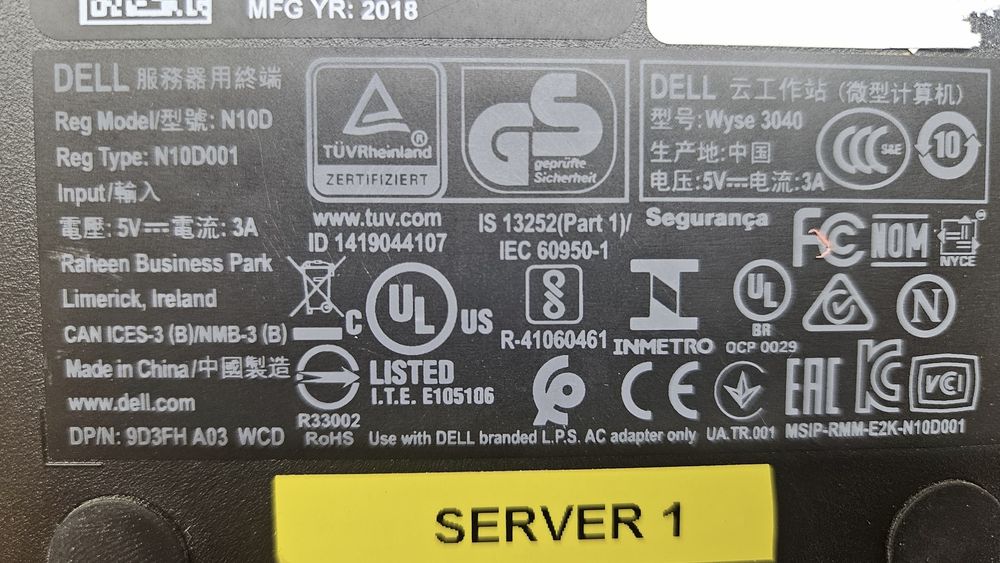 MFG YR: 2018
DELL 服務器用終端
Reg Model/型號: N10D
Reg Type: N10D001
Input/輸入
電壓: 5V⎓電流: 3A
Raheen Business Park
Limerick, Ireland
CAN ICES-3 (B)/NMB-3 (B)
Made in China/中國製造
www.dell.com
DP/N: 9D3FH A03 WCD
TÜVRheinland ®
ZERTIFIZIERT
GS
geprüfte
Sicherheit
www.tuv.com
ID 1419044107
IS 13252(Part 1)/
IEC 60950-1
DELL 云工作站 (微型计算机)
型号: Wyse 3040
生产地: 中国
电压: 5V⎓电流: 3A
CCC S&E
10
Segurança
FC
NOM
NYCE
C UL US
LISTED
I.T.E. E105106
R-41060461
INMETRO
UL
BR
OCP 0029
N
R33002
RoHS
CE
UA.TR.001
EAC
KC
VCI
MSIP-RMM-E2K-N10D001
Use with DELL branded L.P.S. AC adapter only
SERVER 1